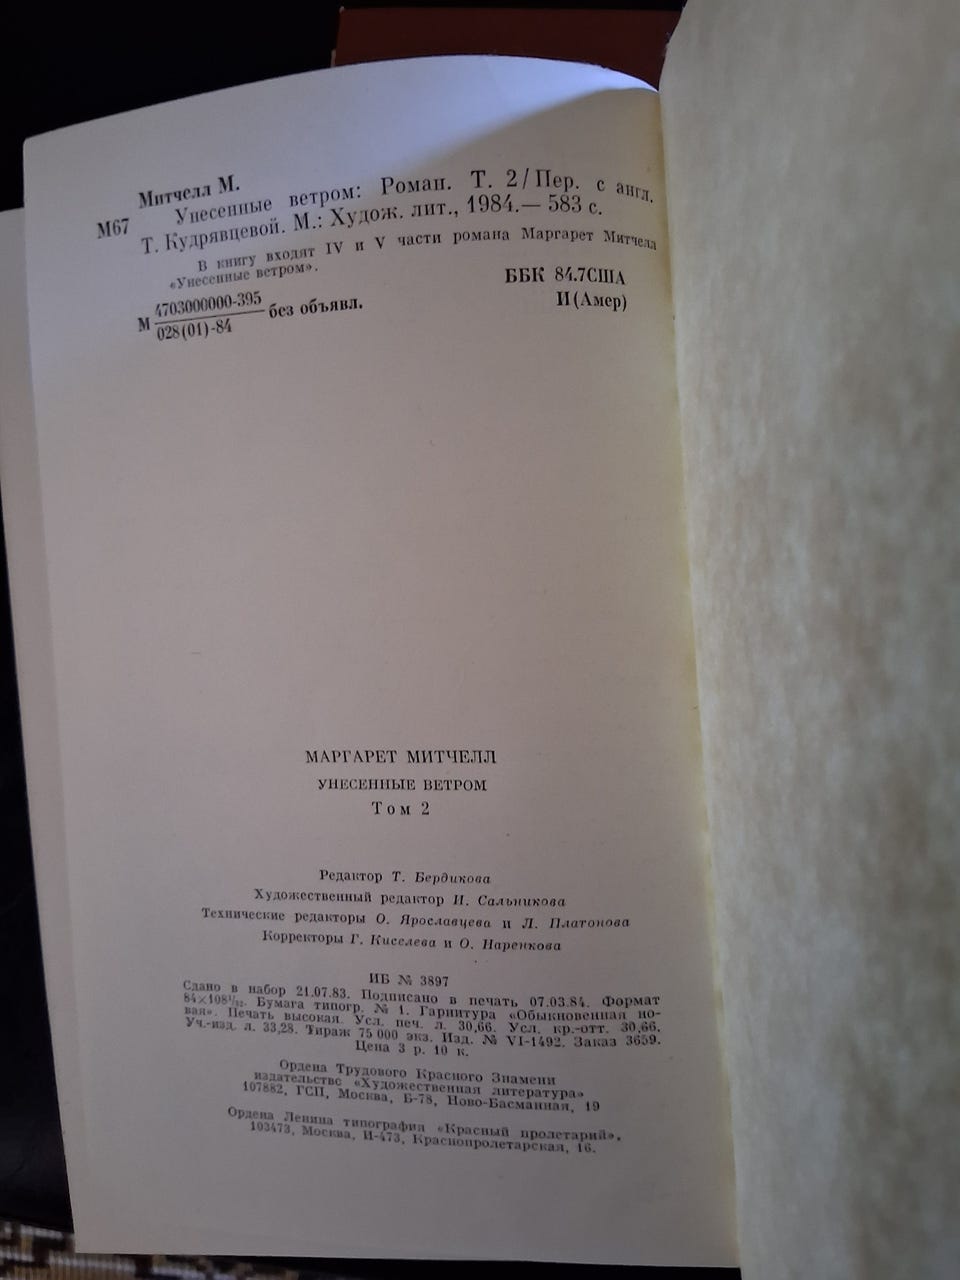 Митчелл М.
М67 Унесенные ветром: Роман. Т. 2/Пер. с англ.
Т. Кудрявцевой. М.: Худож. лит., 1984.— 583 с.
В книгу входят IV и V части романа Маргарет Митчелл
«Унесенные ветром».
М 4703000000-395 без объявл.
028(01)-84
ББК 84.7США
И(Амер)
МАРГАРЕТ МИТЧЕЛЛ
УНЕСЕННЫЕ ВЕТРОМ
Том 2
Редактор Т. Бердикова
Художественный редактор И. Сальникова
Технические редакторы О. Ярославцева и Л. Платонова
Корректоры Г. Киселева и О. Наренкова
ИБ № 3897
Сдано в набор 21.07.83. Подписано в печать 07.03.84. Формат
84×108¹/₃₂. Бумага типогр. № 1. Гарнитура «Обыкновенная но-
вая». Печать высокая. Усл. печ. л. 30,66. Усл. кр.-отт. 30,66.
Уч.-изд. л. 33,28. Тираж 75 000 экз. Изд. № VI-1492. Заказ 3659.
Цена 3 р. 10 к.
Ордена Трудового Красного Знамени
издательство «Художественная литература»
107882, ГСП, Москва, Б-78, Ново-Басманная, 19
Ордена Ленина типография «Красный пролетарий».
103473, Москва, И-473, Краснопролетарская, 16.